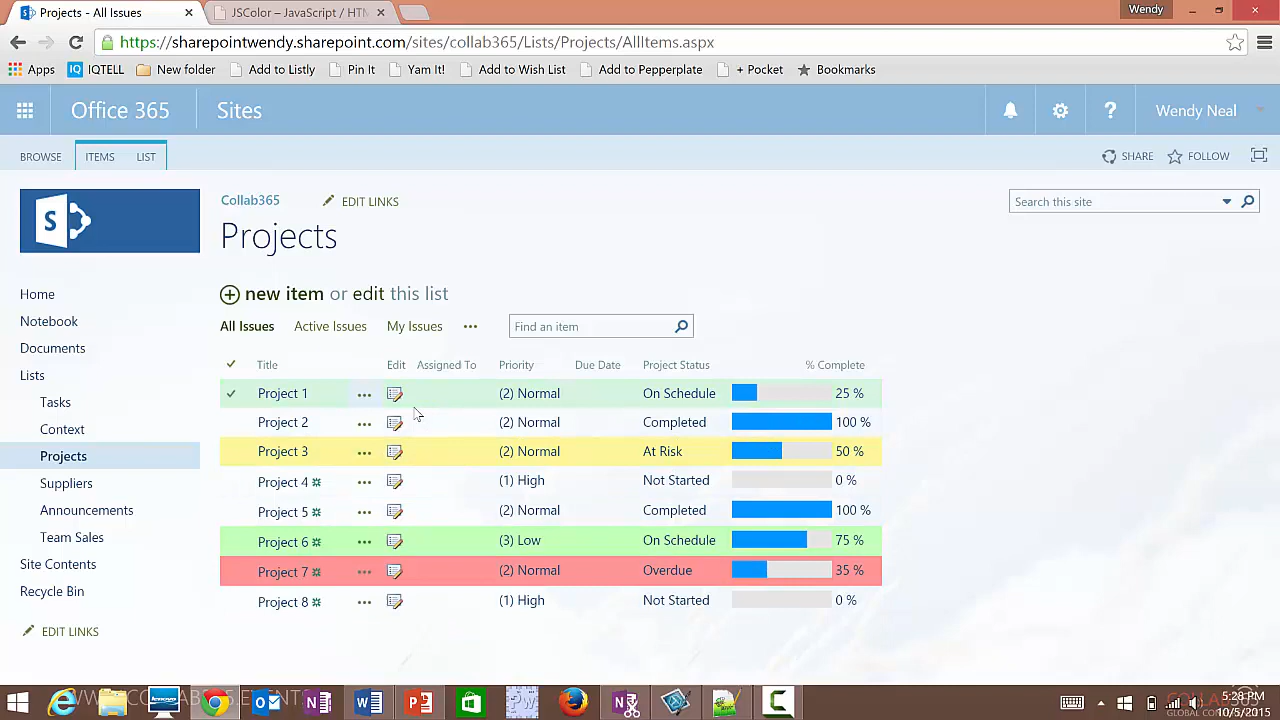 Projects - All Issues
JSColor – JavaScript / HTM
Wendy
https://sharepointwendy.sharepoint.com/sites/collab365/Lists/Projects/AllItems.aspx
Apps IQ IQTELL New folder Add to Listly Pin It Yam It! Add to Wish List Add to Pepperplate + Pocket Bookmarks
Office 365 Sites ? Wendy Neal
BROWSE ITEMS LIST SHARE FOLLOW
S
Collab365 EDIT LINKS Search this site
Projects
Home
Notebook
Documents
Lists
Tasks
Context
Projects
Suppliers
Announcements
Team Sales
Site Contents
Recycle Bin
EDIT LINKS
new item or edit this list
All Issues Active Issues My Issues ••• Find an item
Title Edit Assigned To Priority Due Date Project Status % Complete
Project 1 ••• (2) Normal On Schedule 25 %
Project 2 ••• (2) Normal Completed 100 %
Project 3 ••• (2) Normal At Risk 50 %
Project 4 ••• (1) High Not Started 0 %
Project 5 ••• (2) Normal Completed 100 %
Project 6 ••• (3) Low On Schedule 75 %
Project 7 ••• (2) Normal Overdue 35 %
Project 8 ••• (1) High Not Started 0 %
5:28 PM
10/5/2015